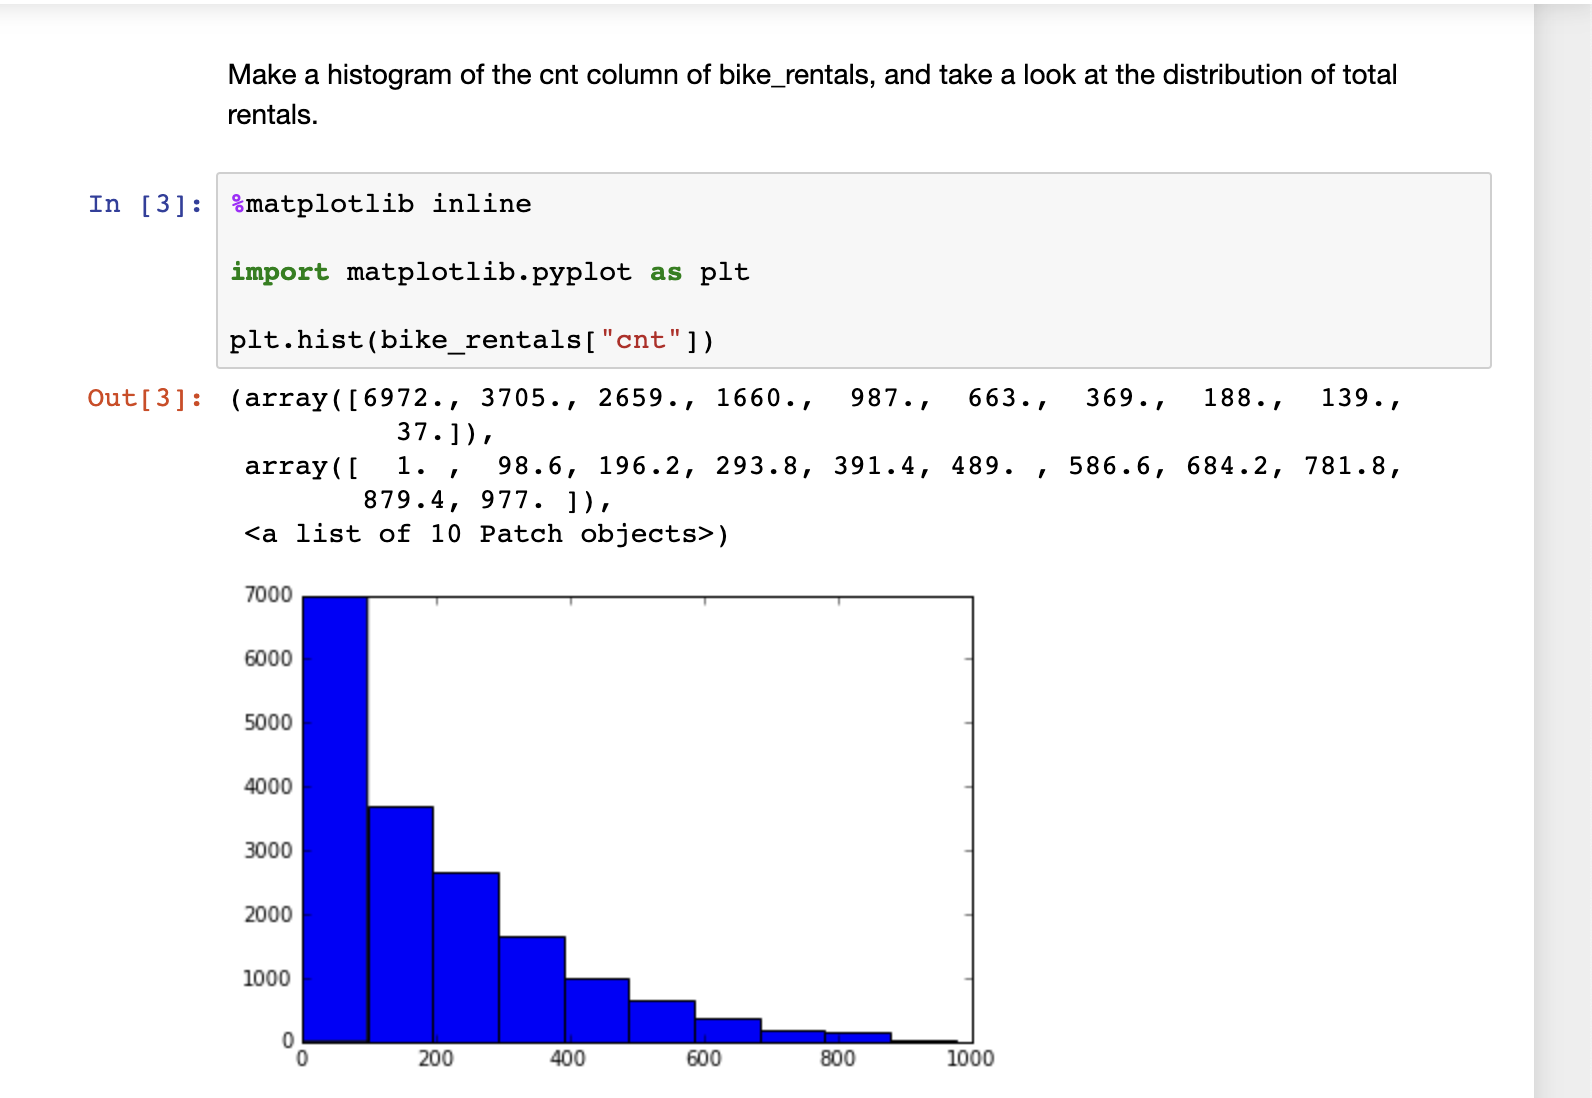 Make a histogram of the cnt column of bike_rentals, and take a look at the distribution of total
rentals.
In [3]:
%matplotlib inline
import matplotlib.pyplot as plt
plt.hist(bike_rentals["cnt"])
Out[3]:
(array([6972., 3705., 2659., 1660.,  987.,  663.,  369.,  188.,  139.,
37.]),
array([  1. ,  98.6, 196.2, 293.8, 391.4, 489. , 586.6, 684.2, 781.8,
879.4, 977. ]),
<a list of 10 Patch objects>)
7000
6000
5000
4000
3000
2000
1000
0
0 200 400 600 800 1000